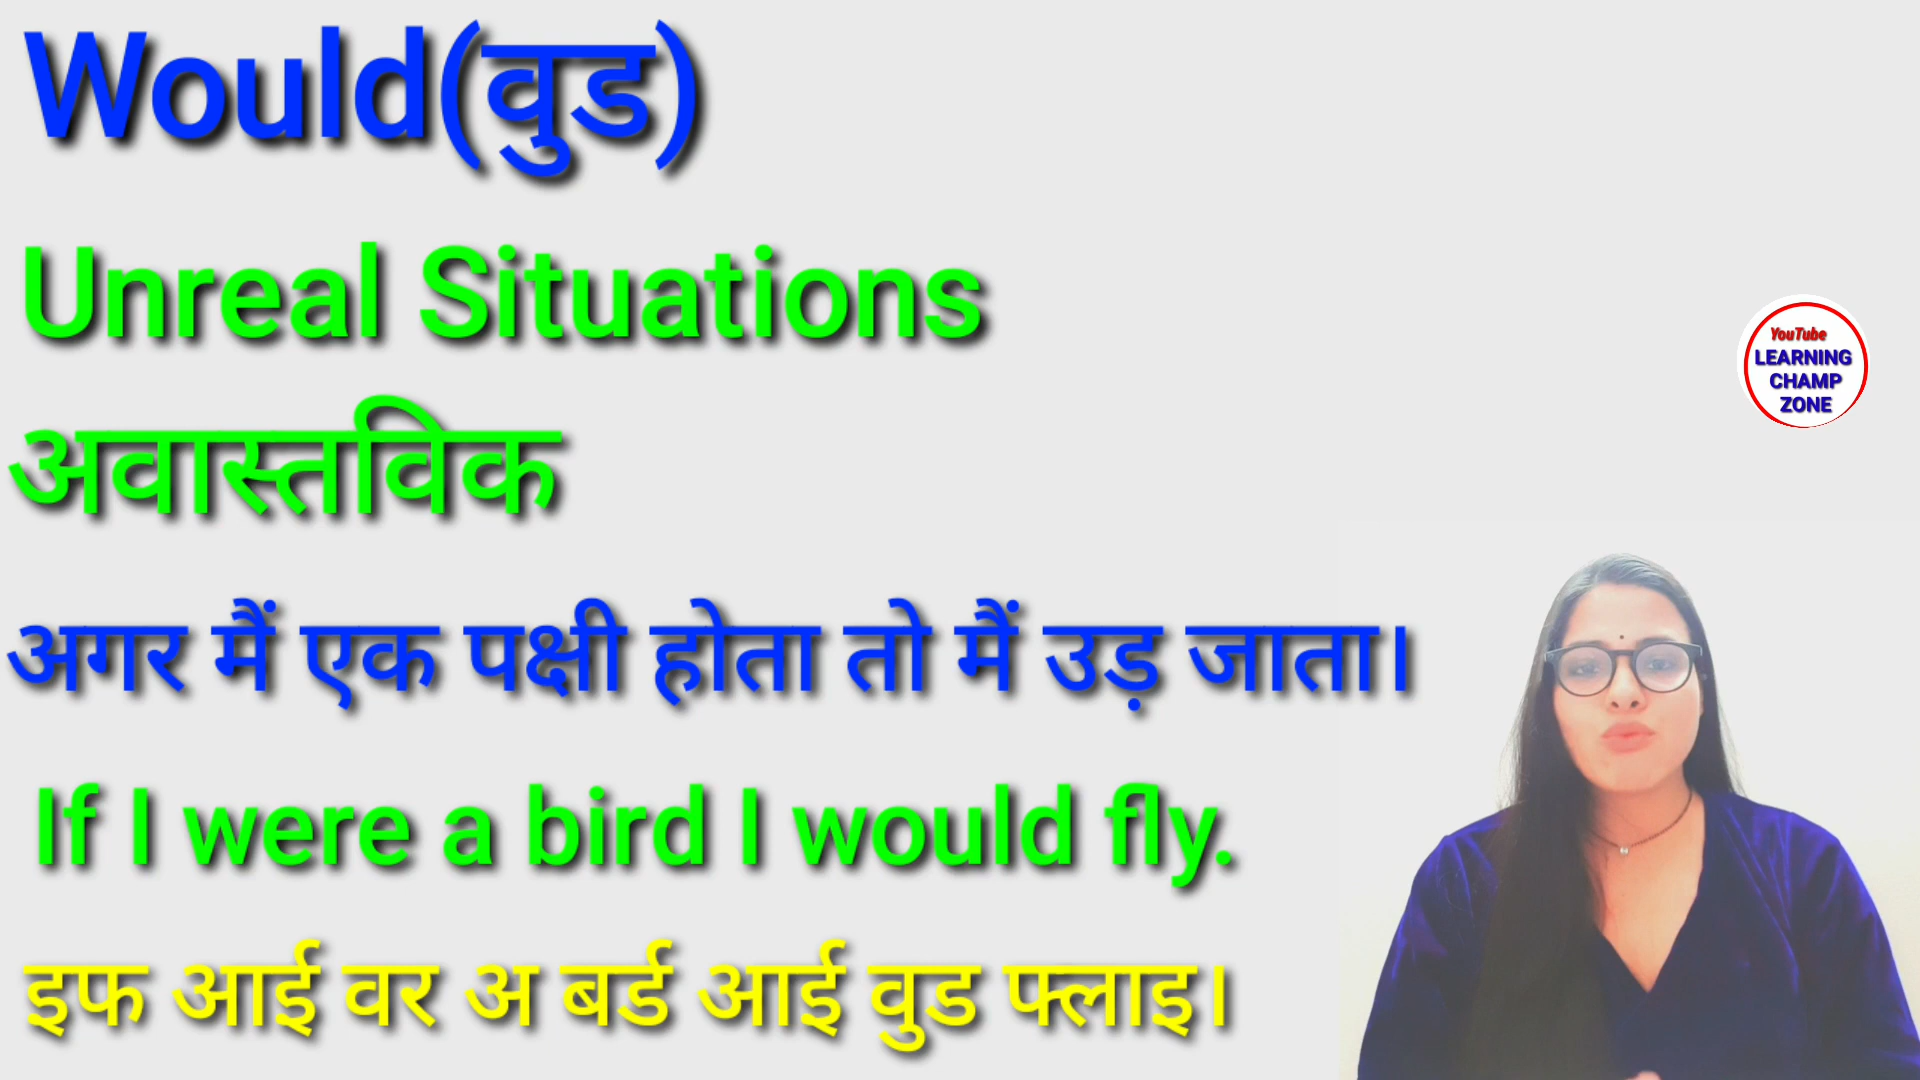 Would(वुड)
Unreal Situations
अवास्तविक
अगर मैं एक पक्षी होता तो मैं उड़ जाता।
If I were a bird I would fly.
इफ आई वर अ बर्ड आई वुड फ्लाइ।
YouTube
LEARNING
CHAMP
ZONE